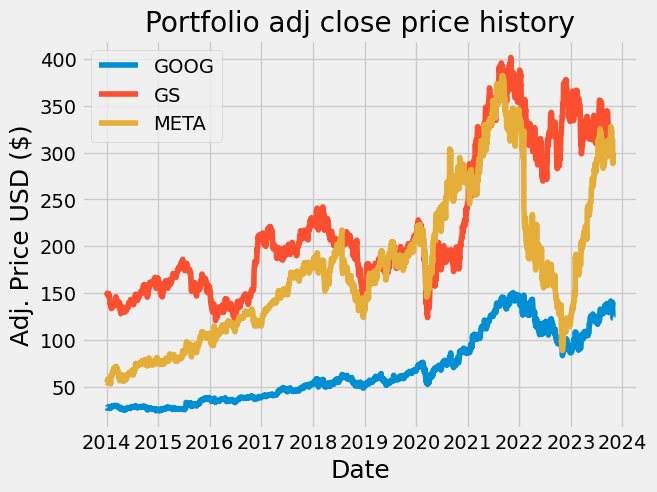 Portfolio adj close price history
GOOG
GS
META
Adj. Price USD ($)
400
350
300
250
200
150
100
50
2014 2015 2016 2017 2018 2019 2020 2021 2022 2023 2024
Date